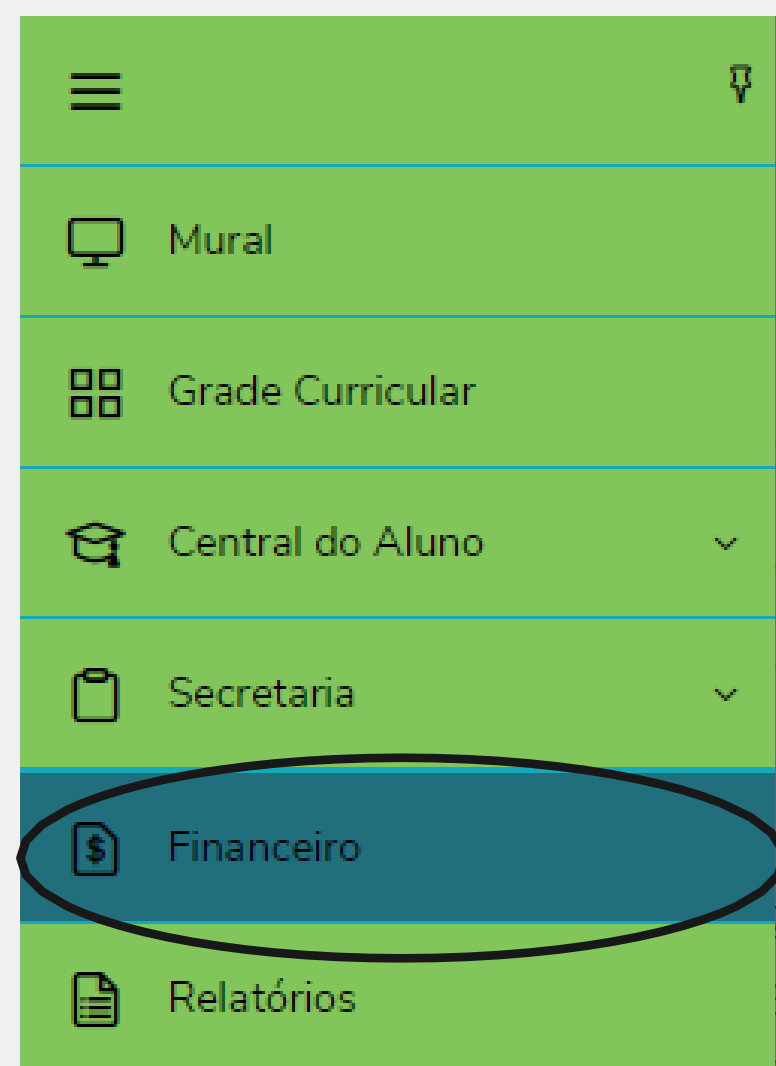 Mural
Grade Curricular
Central do Aluno
Secretaria
$ Financeiro
Relatórios